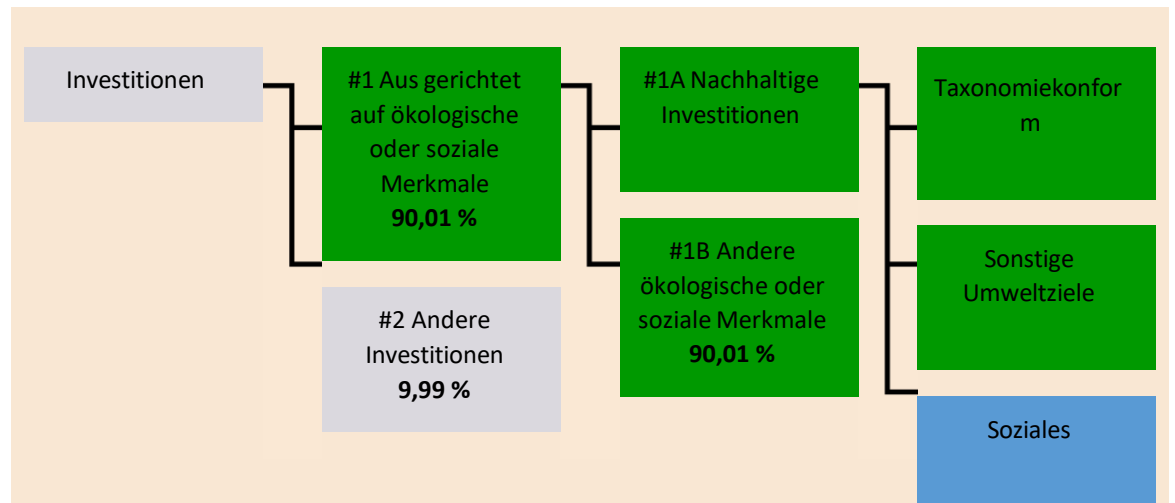 Investitionen
#1 Aus gerichtet
auf ökologische
oder soziale
Merkmale
90,01 %
#2 Andere
Investitionen
9,99 %
#1A Nachhaltige
Investitionen
#1B Andere
ökologische oder
soziale Merkmale
90,01 %
Taxonomiekonfor
m
Sonstige
Umweltziele
Soziales